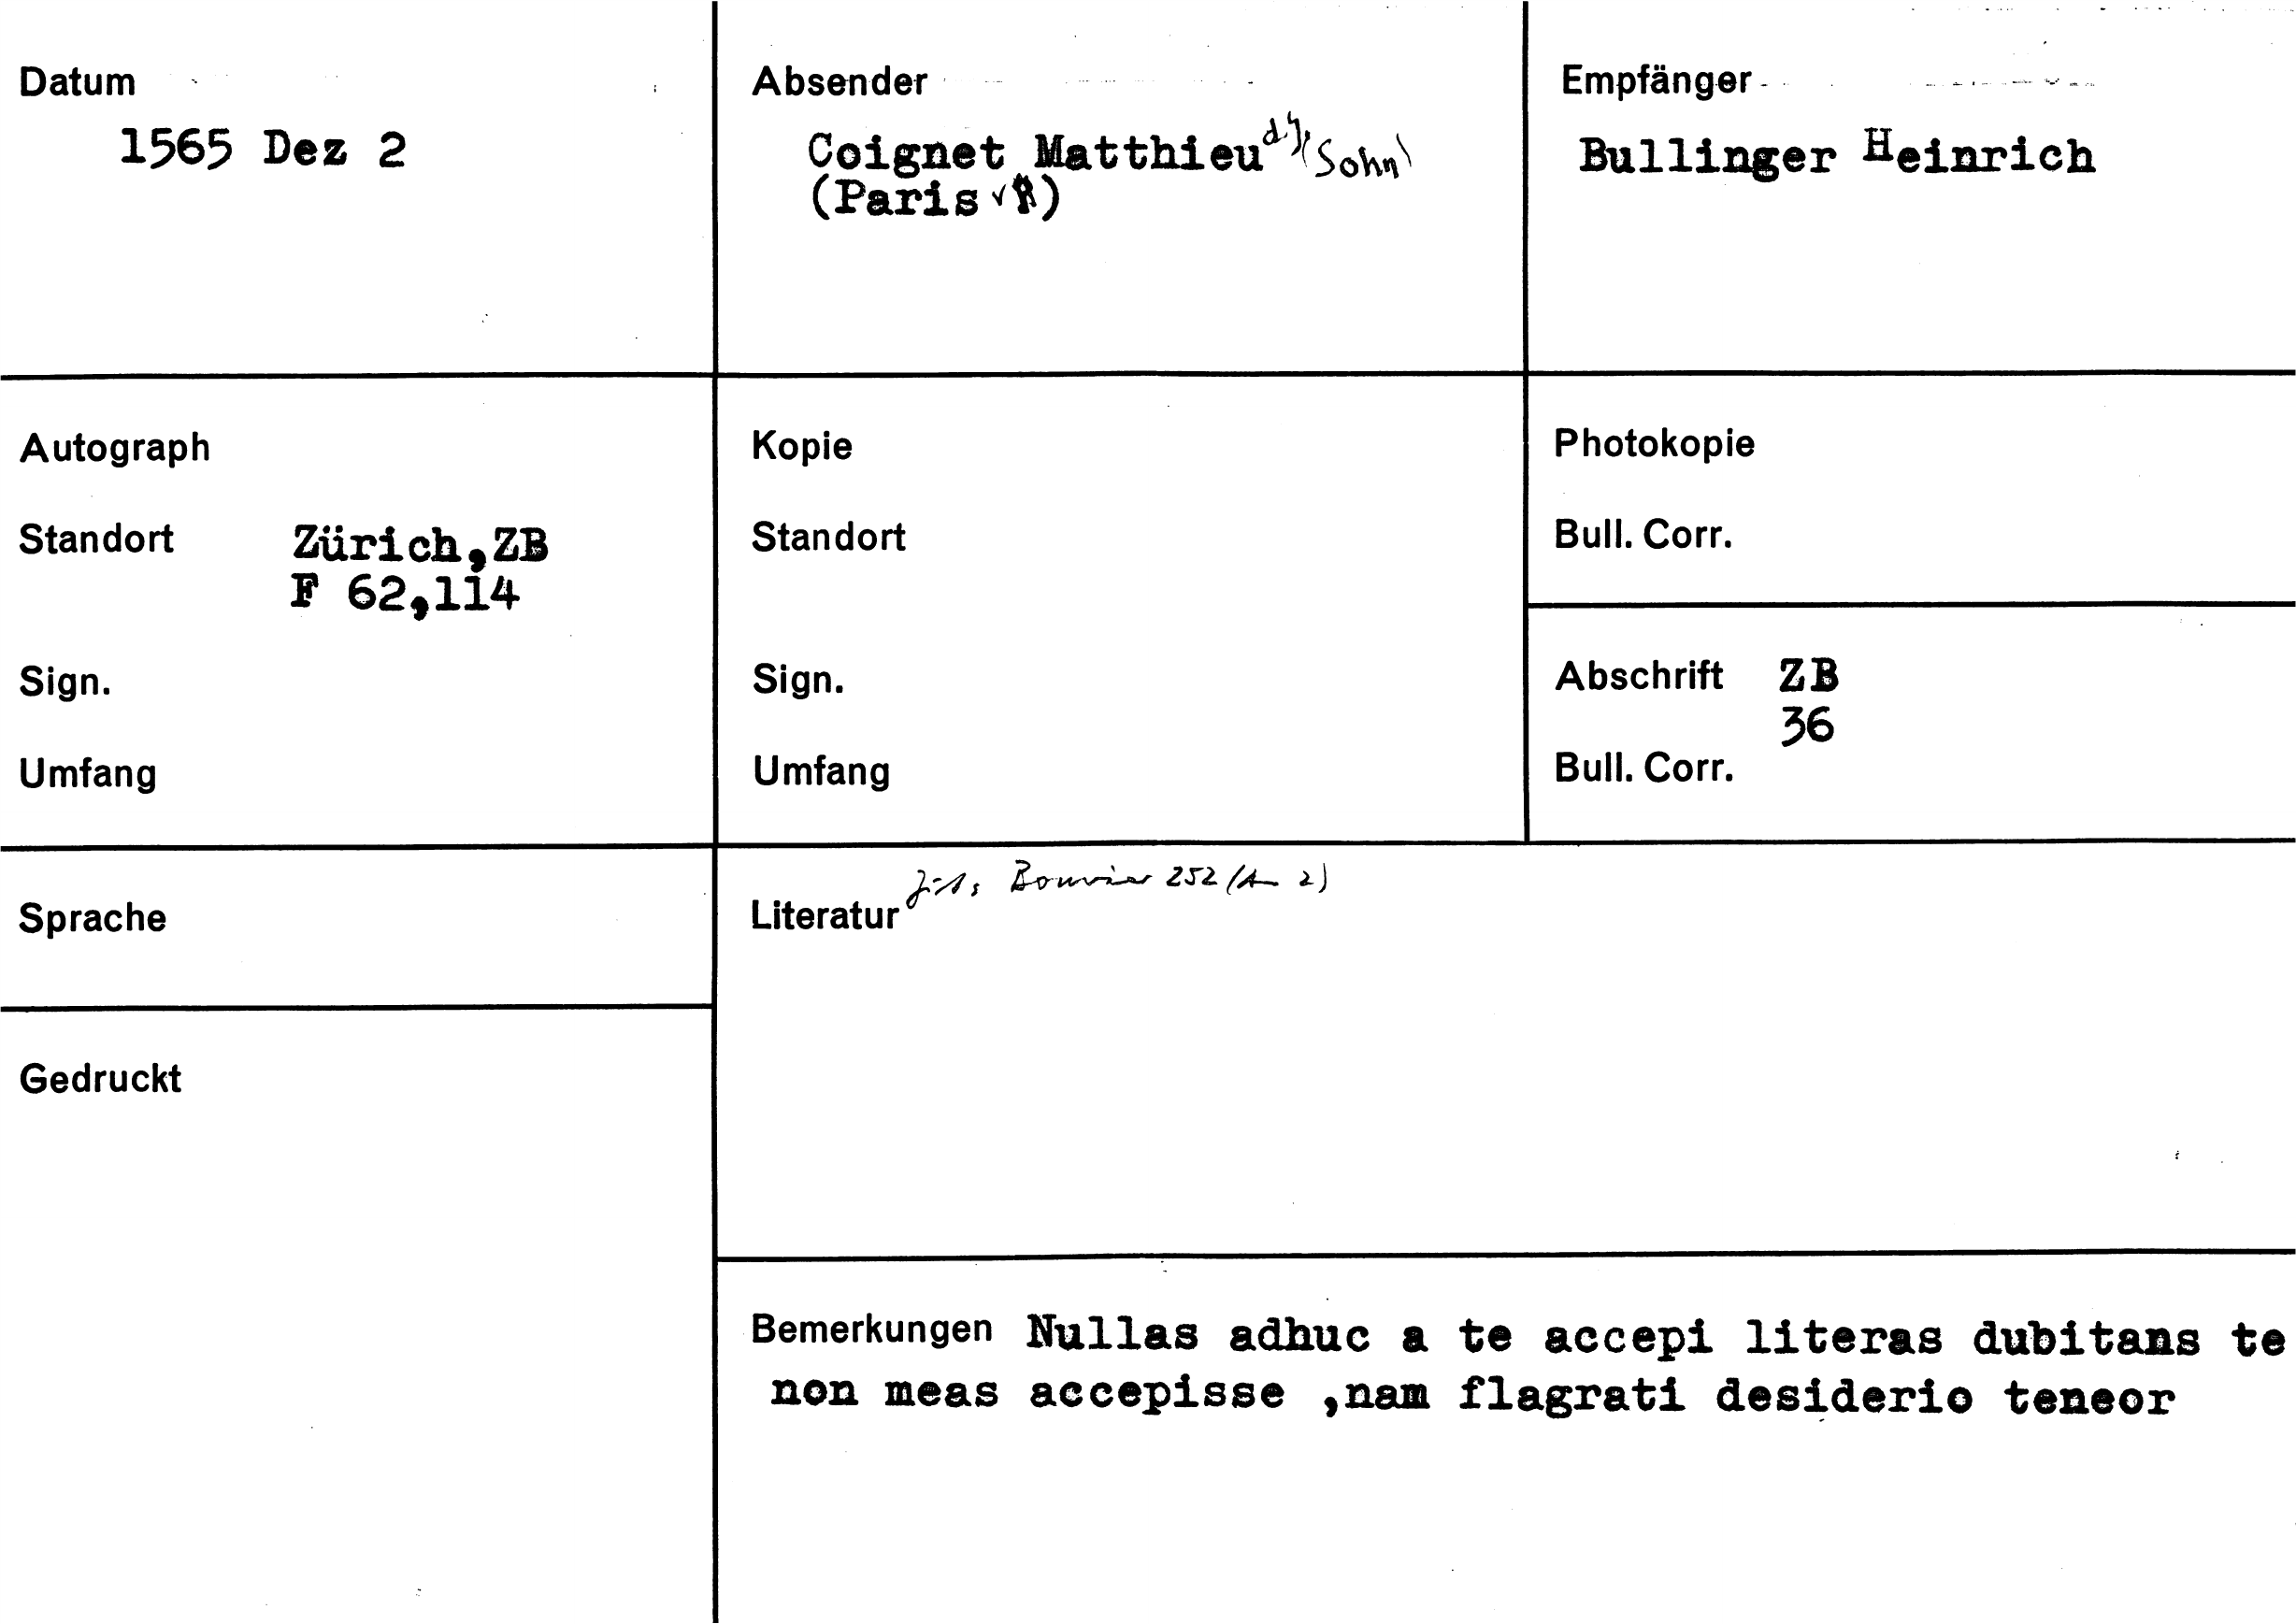 Datum
1565 Dez 2
Absender
Coignet Matthieu d.J. (Sohn)
(Paris)
Empfänger
Bullinger Heinrich
Autograph
Standort Zürich,ZB
F 62,114
Sign.
Umfang
Kopie
Standort
Sign.
Umfang
Photokopie
Bull. Corr.
Abschrift ZB
36
Bull. Corr.
Sprache
Gedruckt
Bouvier 252 (A 2)
Literatur
Bemerkungen Nullas adhuc a te accepi literas dubitans te
non meas accepisse ,nam flagrati desiderio teneor